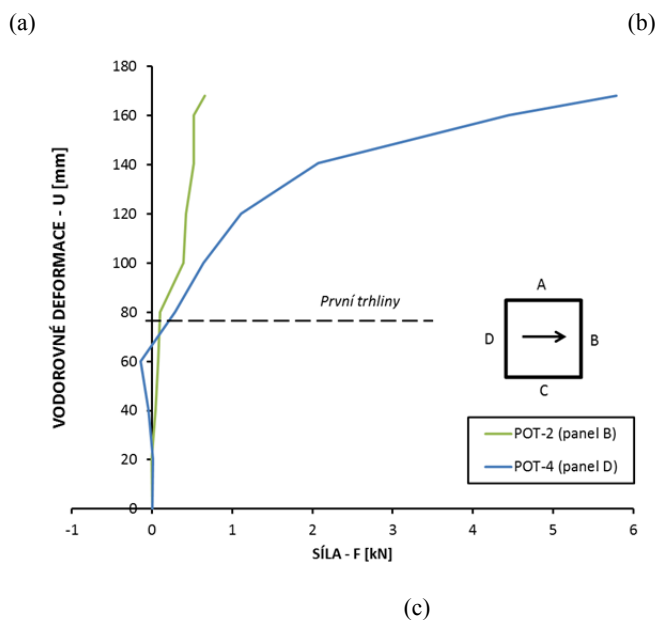 (a)
(b)
VODOROVNÉ DEFORMACE - U [mm]
180
160
140
120
100
80
60
40
20
0
První trhliny
A
D
B
C
POT-2 (panel B)
POT-4 (panel D)
-1
0
1
2
3
4
5
6
SÍLA - F [kN]
(c)